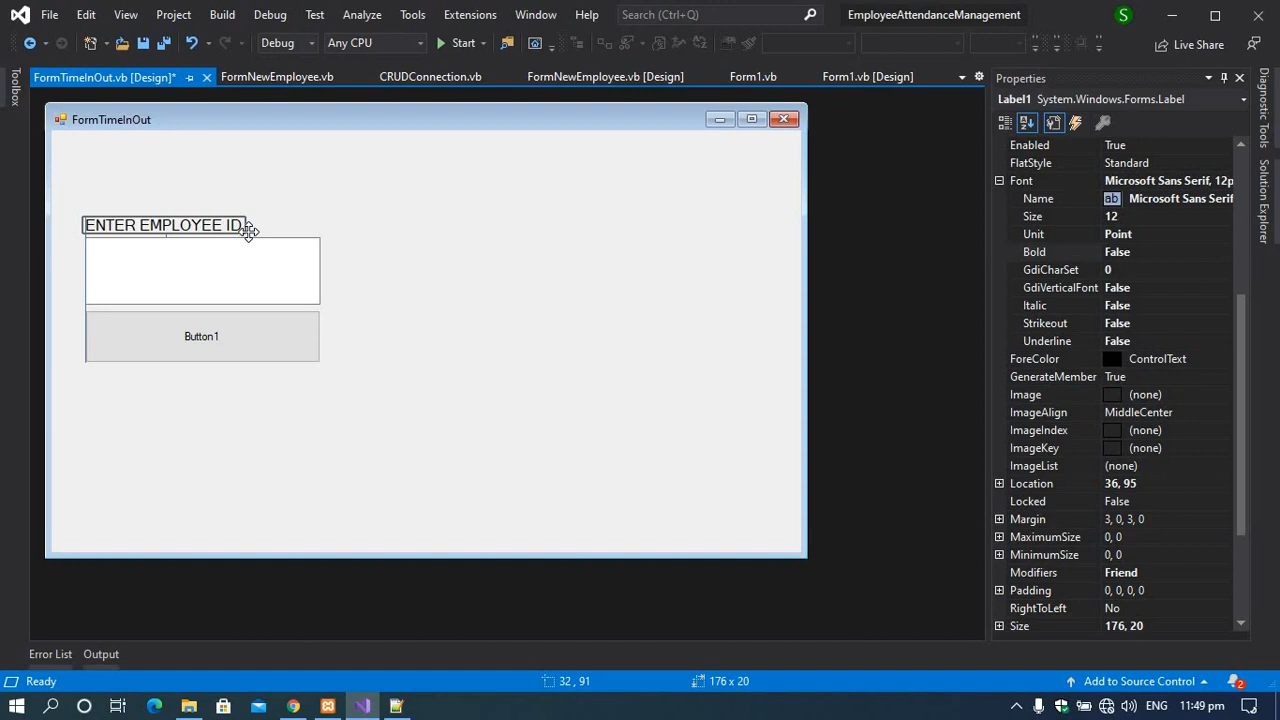 File Edit View Project Build Debug Test Analyze Tools Extensions Window Help Search (Ctrl+Q) EmployeeAttendanceManagement S
Debug Any CPU Start Live Share
FormTimeInOut.vb [Design]* FormNewEmployee.vb CRUDConnection.vb FormNewEmployee.vb [Design] Form1.vb Form1.vb [Design]
Toolbox
FormTimeInOut
ENTER EMPLOYEE ID
Button1
Properties
Label1 System.Windows.Forms.Label
Enabled True
FlatStyle Standard
Font Microsoft Sans Serif, 12p
Name ab Microsoft Sans Serif
Size 12
Unit Point
Bold False
GdiCharSet 0
GdiVerticalFont False
Italic False
Strikeout False
Underline False
ForeColor ControlText
GenerateMember True
Image (none)
ImageAlign MiddleCenter
ImageIndex (none)
ImageKey (none)
ImageList (none)
Location 36, 95
Locked False
Margin 3, 0, 3, 0
MaximumSize 0, 0
MinimumSize 0, 0
Modifiers Friend
Padding 0, 0, 0, 0
RightToLeft No
Size 176, 20
Diagnostic Tools
Solution Explorer
Error List Output
Ready 32 , 91 176 x 20 Add to Source Control 2
ENG 11:49 pm